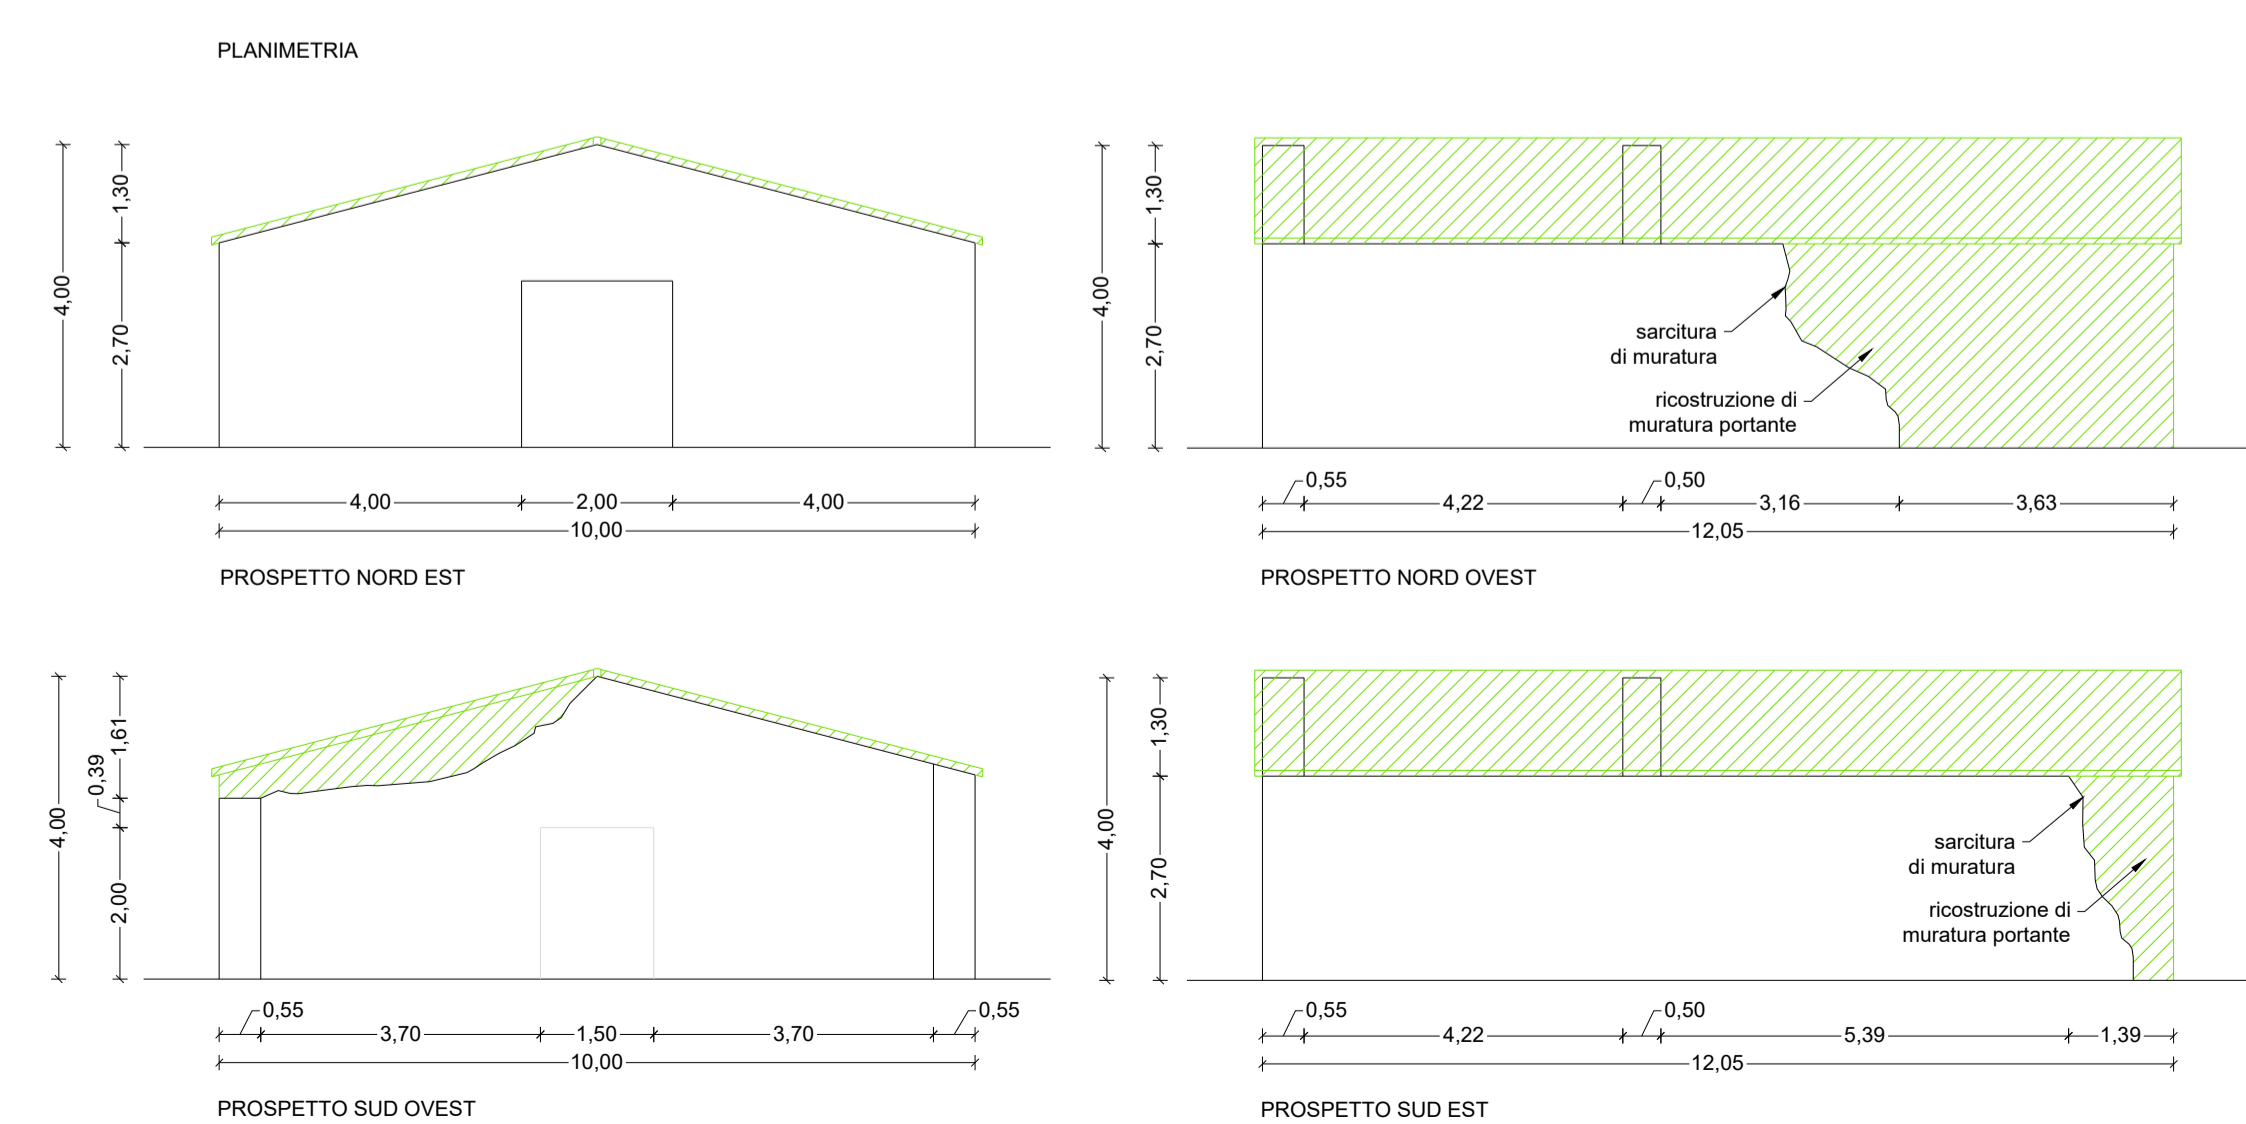 PLANIMETRIA
4,00
1,30
2,70
4,00
2,00
4,00
10,00
PROSPETTO NORD EST
4,00
1,30
2,70
sarcitura
di muratura
ricostruzione di
muratura portante
0,55
4,22
0,50
3,16
3,63
12,05
PROSPETTO NORD OVEST
4,00
1,61
0,39
2,00
0,55
3,70
1,50
3,70
0,55
10,00
PROSPETTO SUD OVEST
4,00
1,30
2,70
sarcitura
di muratura
ricostruzione di
muratura portante
0,55
4,22
0,50
5,39
1,39
12,05
PROSPETTO SUD EST